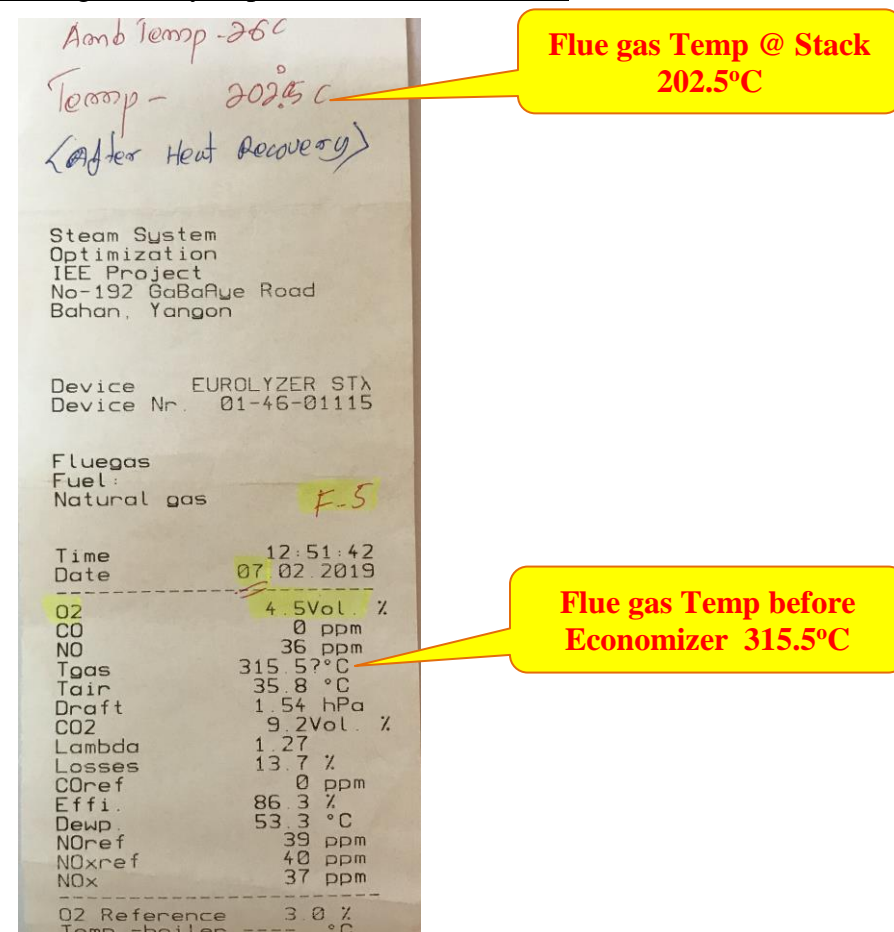 Amb Temp - 26 C
Temp - 202.5 °C
Flue gas Temp @ Stack
202.5°C
(After Heat Recovery)
Steam System
Optimization
IEE Project
No-192 GaBaAye Road
Bahan, Yangon
Device EUROLYZER STλ
Device Nr. 01-46-01115
Fluegas
Fuel:
Natural gas F-5
Time 12:51:42
Date 07.02.2019
O2 4.5Vol. %
CO 0 ppm
NO 36 ppm
Tgas 315.5?°C
Flue gas Temp before
Economizer 315.5°C
Tair 35.8 °C
Draft 1.54 hPa
CO2 9.2Vol. %
Lambda 1.27
Losses 13.7 %
COref 0 ppm
Effi. 86.3 %
Dewp. 53.3 °C
NOref 39 ppm
NOxref 40 ppm
NOx 37 ppm
O2 Reference 3.0 %
Temp.-boiler ---- °C